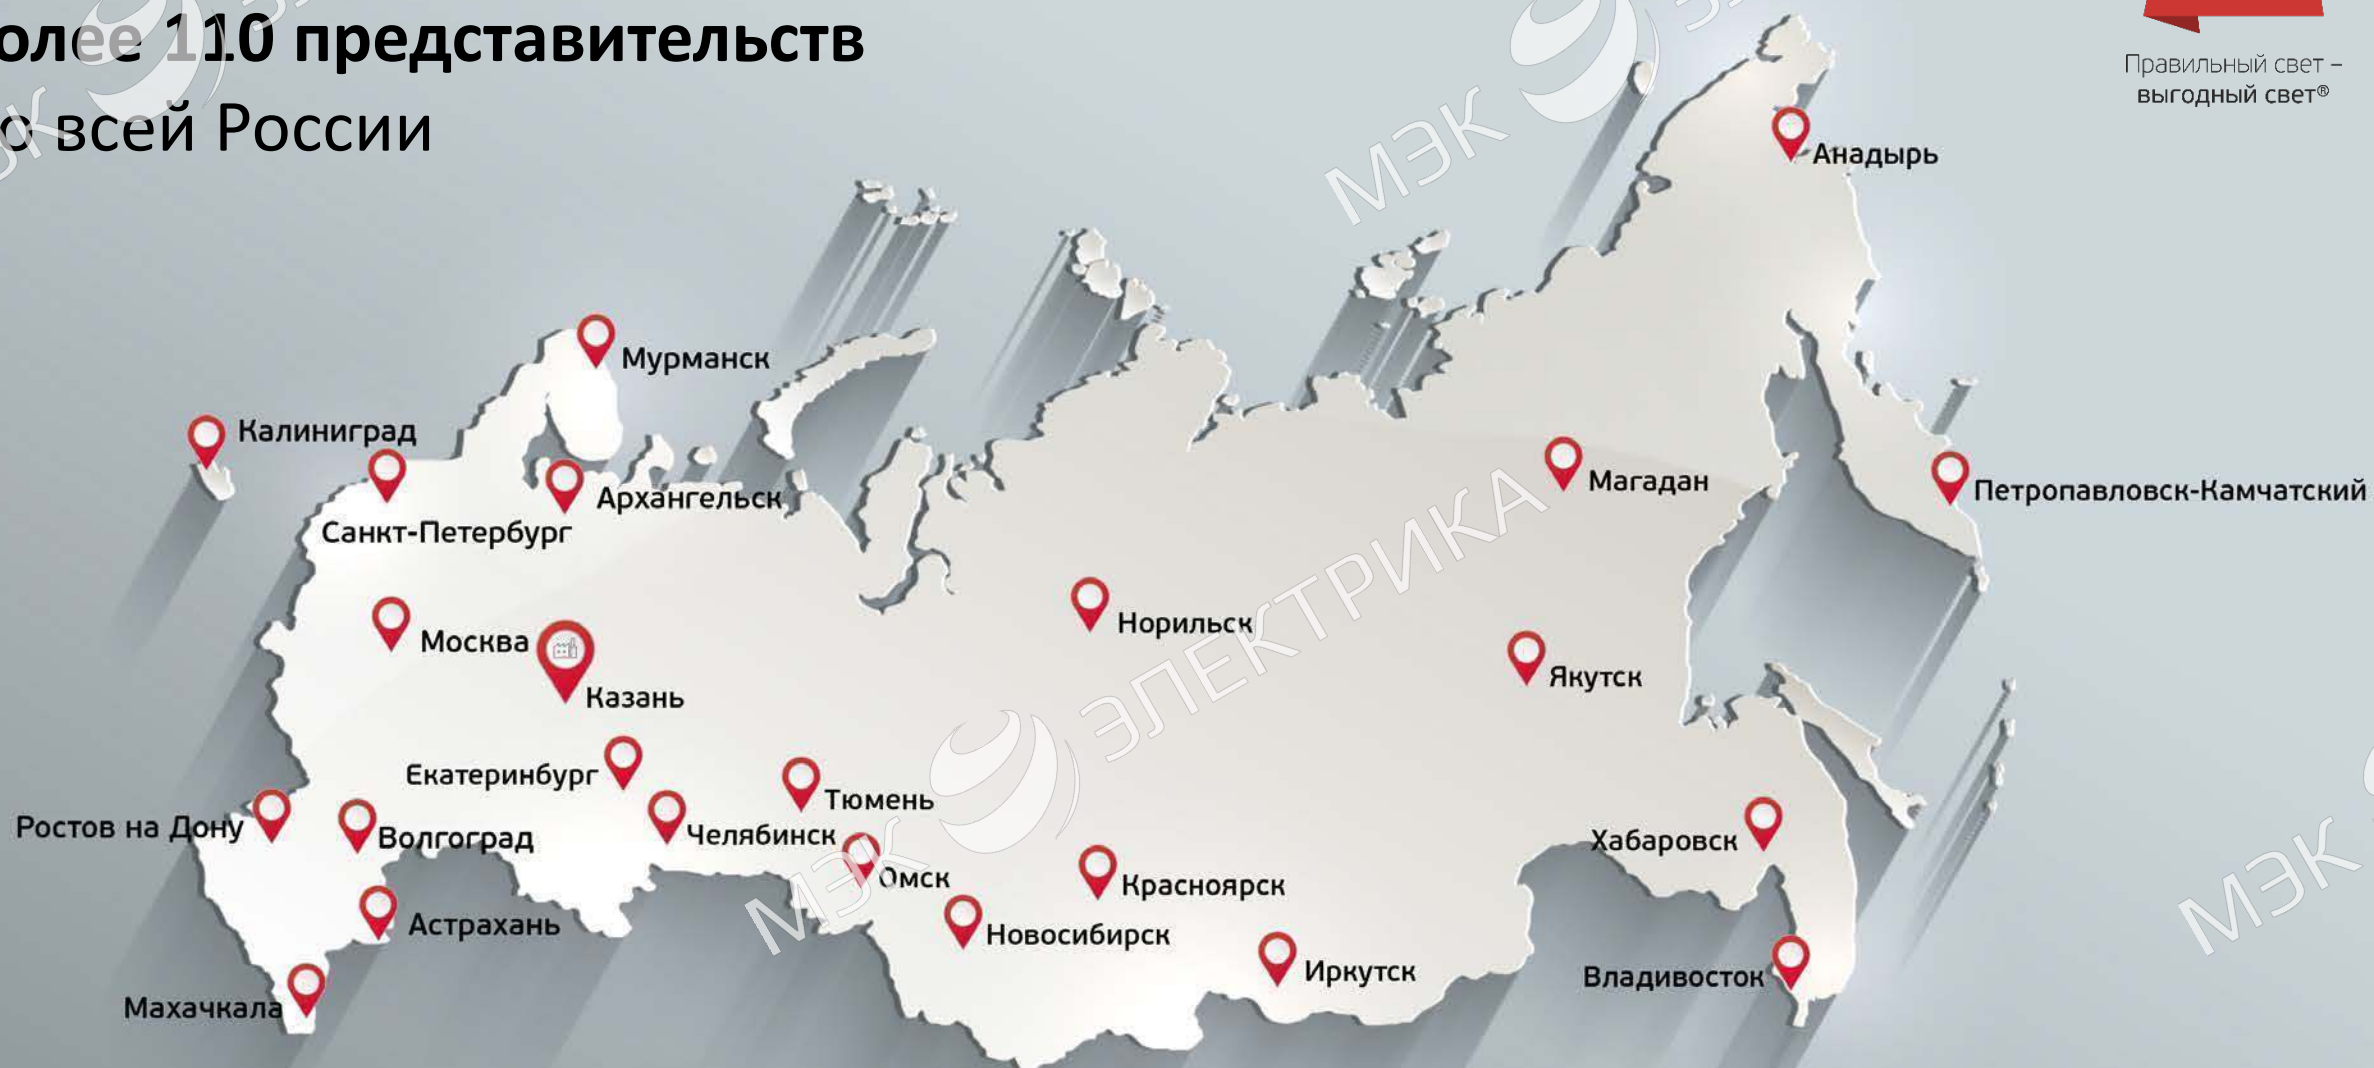 олее 110 представительств
о всей России
Правильный свет –
выгодный свет®
Анадырь
Мурманск
Калининград
Санкт-Петербург
Архангельск
Магадан
Петропавловск-Камчатский
Москва
Казань
Норильск
Якутск
Екатеринбург
Тюмень
Ростов на Дону
Волгоград
Челябинск
Омск
Хабаровск
Красноярск
Астрахань
Новосибирск
Иркутск
Владивосток
Махачкала
МЭК
МЭК ЭЛЕКТРИКА
МЭК